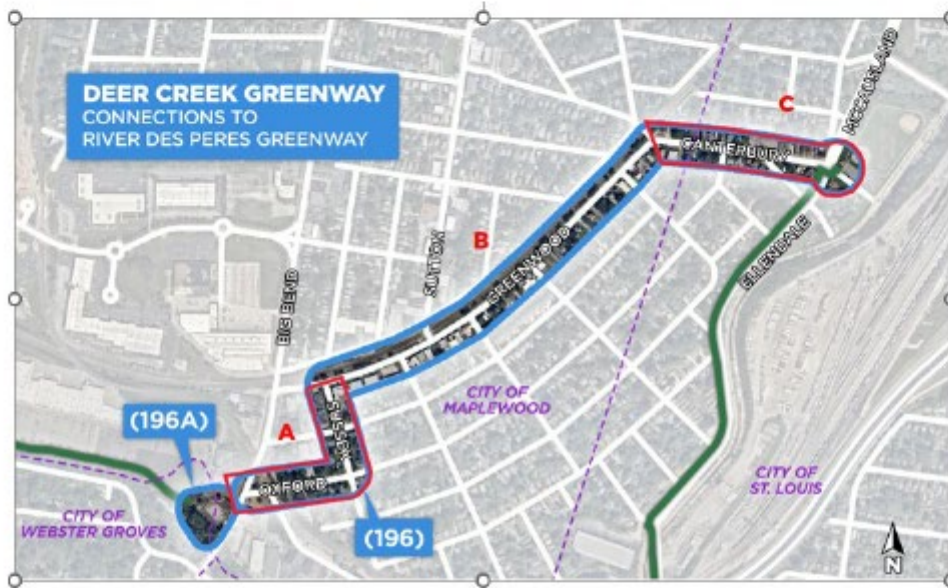 DEER CREEK GREENWAY
CONNECTIONS TO
RIVER DES PERES GREENWAY
C
MCCAUSLAND
CANTERBURY
B
SUTTON
GREENWOOD
ELLENDALE
BIG BEND
CITY OF
MAPLEWOOD
(196A)
A
SUSSEX
OXFORD
CITY OF
ST. LOUIS
CITY OF
WEBSTER GROVES
(196)
N